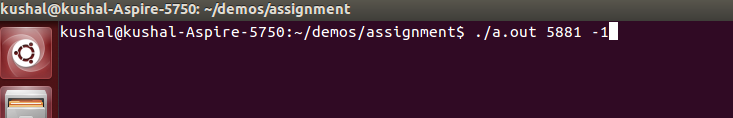 kushal@kushal-Aspire-5750: ~/demos/assignment
kushal@kushal-Aspire-5750:~/demos/assignment$ ./a.out 5881 -1